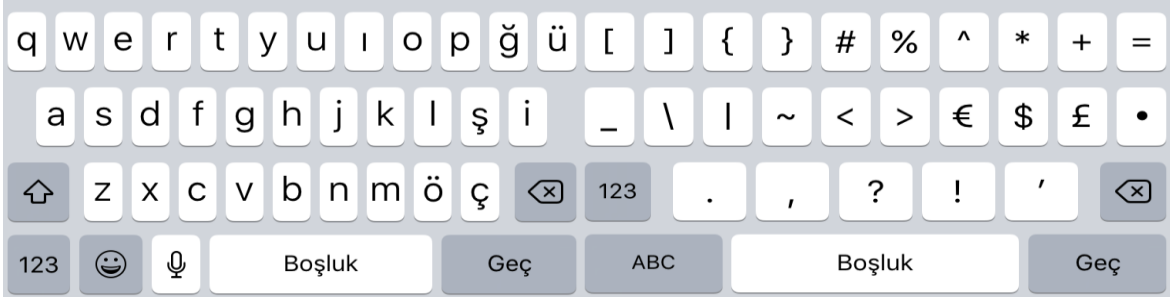 q w e r t y u ı o p ğ ü [ ] { } # % ^ * + =
a s d f g h j k l ş i _ \ | ~ < > € $ £ •
z x c v b n m ö ç 123 . , ? ! ′
123 Boşluk Geç ABC Boşluk Geç